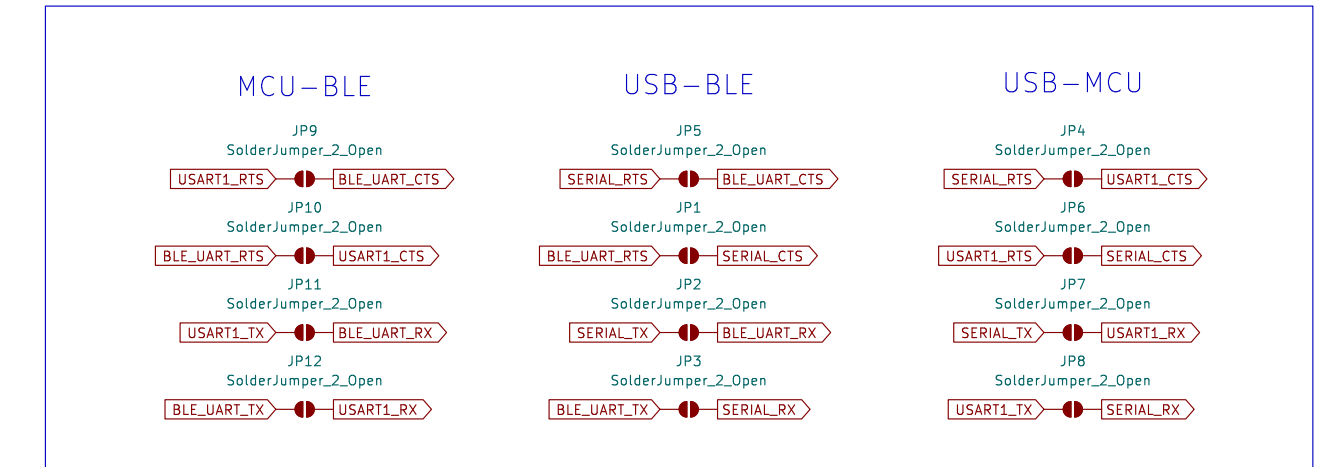 MCU-BLE
JP9
SolderJumper_2_Open
USART1_RTS BLE_UART_CTS
JP10
SolderJumper_2_Open
BLE_UART_RTS USART1_CTS
JP11
SolderJumper_2_Open
USART1_TX BLE_UART_RX
JP12
SolderJumper_2_Open
BLE_UART_TX USART1_RX
USB-BLE
JP5
SolderJumper_2_Open
SERIAL_RTS BLE_UART_CTS
JP1
SolderJumper_2_Open
BLE_UART_RTS SERIAL_CTS
JP2
SolderJumper_2_Open
SERIAL_TX BLE_UART_RX
JP3
SolderJumper_2_Open
BLE_UART_TX SERIAL_RX
USB-MCU
JP4
SolderJumper_2_Open
SERIAL_RTS USART1_CTS
JP6
SolderJumper_2_Open
USART1_RTS SERIAL_CTS
JP7
SolderJumper_2_Open
SERIAL_TX USART1_RX
JP8
SolderJumper_2_Open
USART1_TX SERIAL_RX